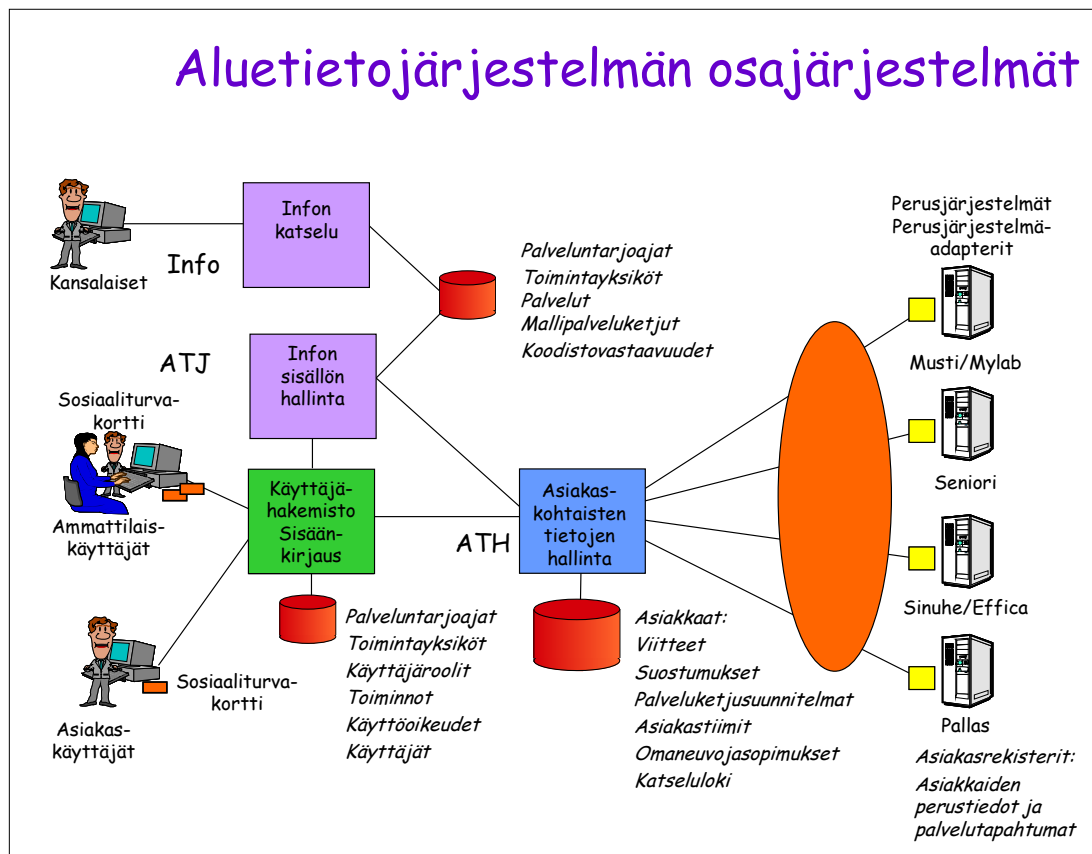 Aluetietojärjestelmän osajärjestelmät
Kansalaiset
Info
Infon
katselu
Palveluntarjoajat
Toimintayksiköt
Palvelut
Mallipalveluketjut
Koodistovastaavuudet
Perusjärjestelmät
Perusjärjestelmä-
adapterit
Musti/Mylab
ATJ
Infon
sisällön
hallinta
Sosiaaliturva-
kortti
Ammattilais-
käyttäjät
Käyttäjä-
hakemisto
Sisään-
kirjaus
ATH
Asiakas-
kohtaisten
tietojen
hallinta
Seniori
Sinuhe/Effica
Pallas
Asiakas-
käyttäjät
Sosiaaliturva-
kortti
Palveluntarjoajat
Toimintayksiköt
Käyttäjäroolit
Toiminnot
Käyttöoikeudet
Käyttäjät
Asiakkaat:
Viitteet
Suostumukset
Palveluketjusuunnitelmat
Asiakastiimit
Omaneuvojasopimukset
Katseluloki
Asiakasrekisterit:
Asiakkaiden
perustiedot ja
palvelutapahtumat